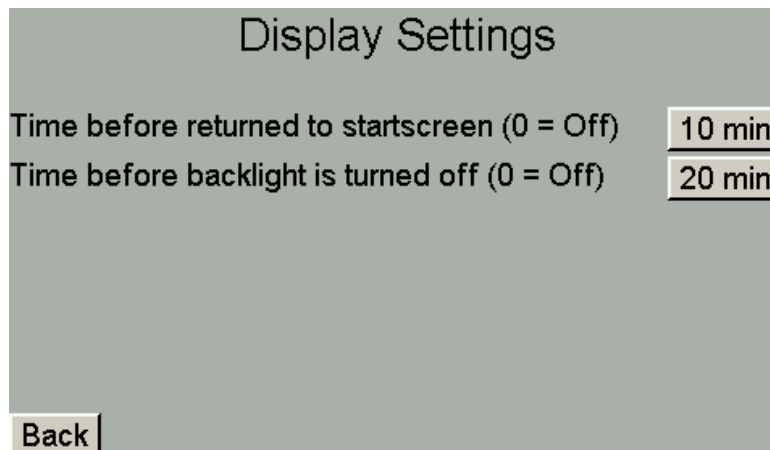 Display Settings
Time before returned to startscreen (0 = Off) 10 min
Time before backlight is turned off (0 = Off) 20 min
Back